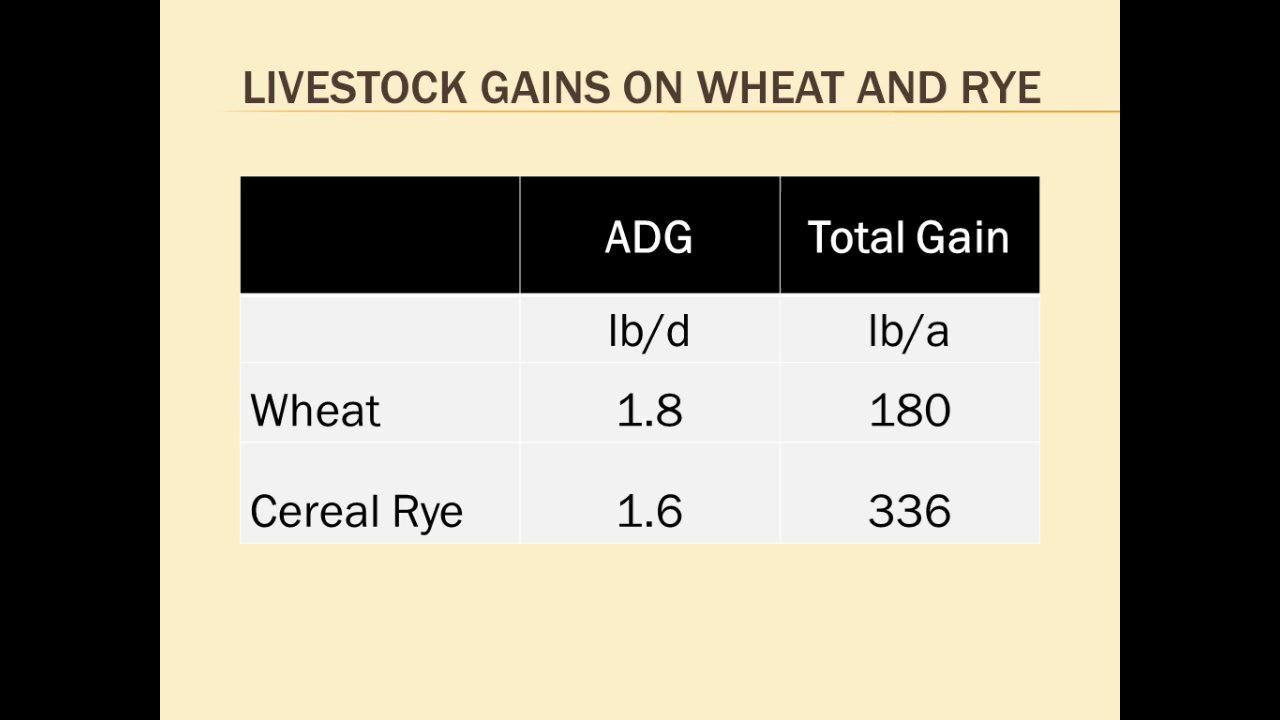 LIVESTOCK GAINS ON WHEAT AND RYE
ADG Total Gain
lb/d lb/a
Wheat 1.8 180
Cereal Rye 1.6 336